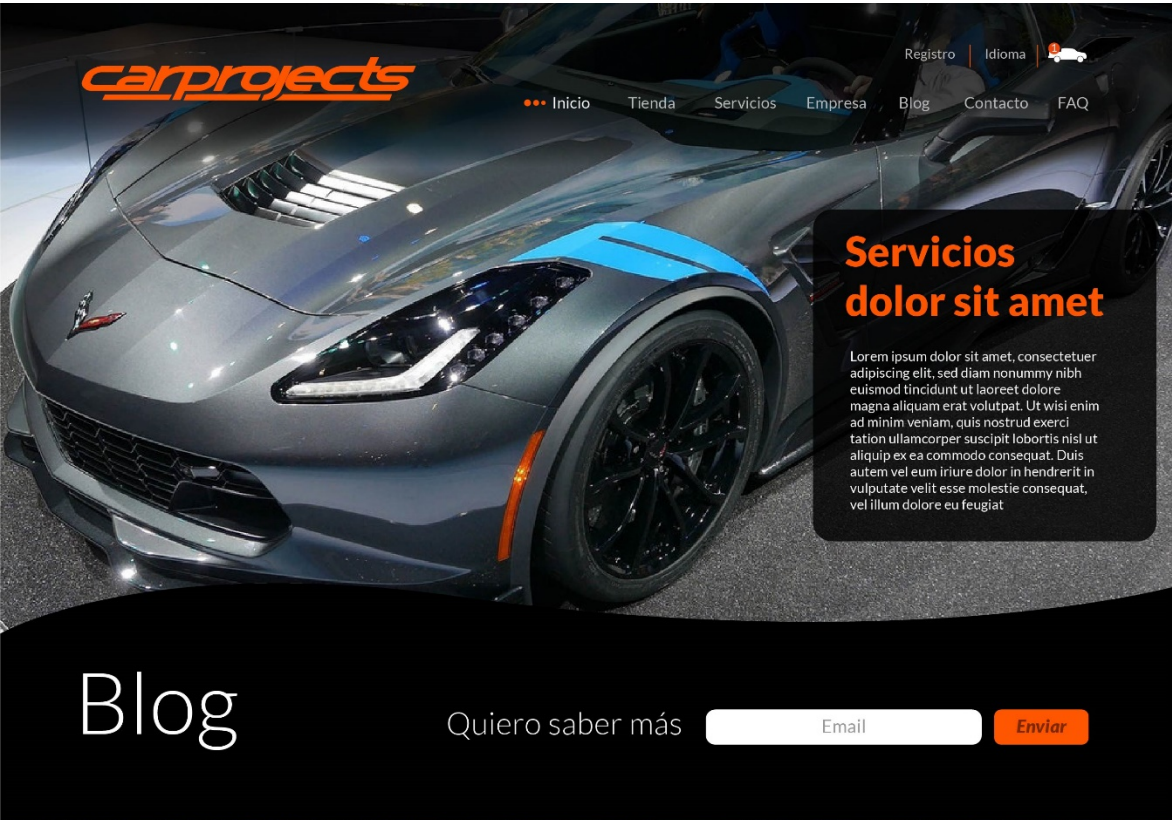 carprojects
Registro
Idioma
1
Inicio
Tienda
Servicios
Empresa
Blog
Contacto
FAQ
Servicios
dolor sit amet
Lorem ipsum dolor sit amet, consectetuer
adipiscing elit, sed diam nonummy nibh
euismod tincidunt ut laoreet dolore
magna aliquam erat volutpat. Ut wisi enim
ad minim veniam, quis nostrud exerci
tation ullamcorper suscipit lobortis nisl ut
aliquip ex ea commodo consequat. Duis
autem vel eum iriure dolor in hendrerit in
vulputate velit esse molestie consequat,
vel illum dolore eu feugiat
Blog
Quiero saber más
Email
Enviar